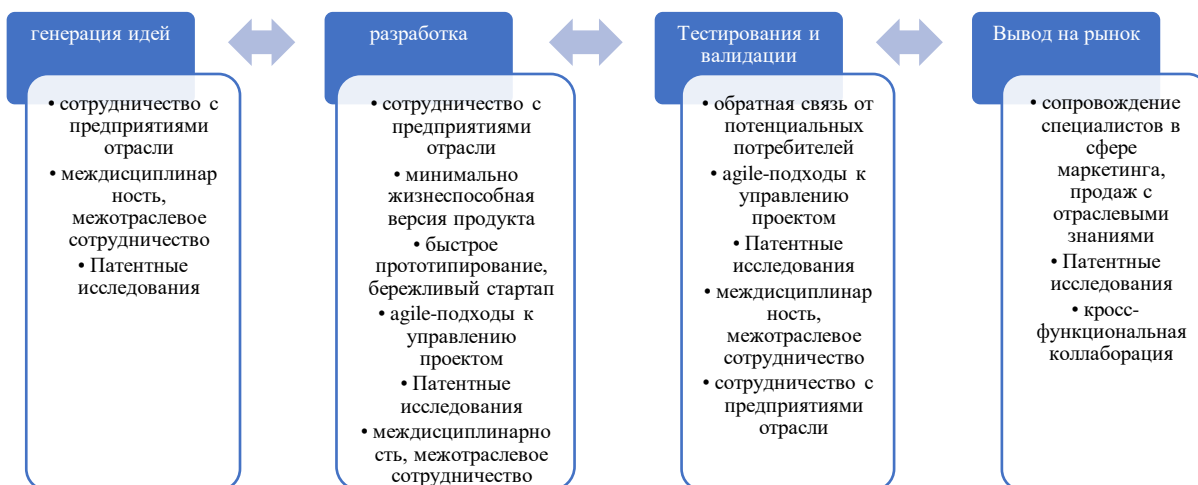 генерация идей
• сотрудничество с
предприятиями
отрасли
• междисциплинар
ность,
межотраслевое
сотрудничество
• Патентные
исследования
разработка
• сотрудничество с
предприятиями
отрасли
• минимально
жизнеспособная
версия продукта
• быстрое
прототипирование,
бережливый стартап
• agile-подходы к
управлению
проектом
• Патентные
исследования
• междисциплинарно
сть, межотраслевое
сотрудничество
Тестирования и
валидации
• обратная связь от
потенциальных
потребителей
• agile-подходы к
управлению
проектом
• Патентные
исследования
• междисциплинар
ность,
межотраслевое
сотрудничество
• сотрудничество с
предприятиями
отрасли
Вывод на рынок
• сопровождение
специалистов в
сфере
маркетинга,
продаж с
отраслевыми
знаниями
• Патентные
исследования
• кросс-
функциональная
коллаборация